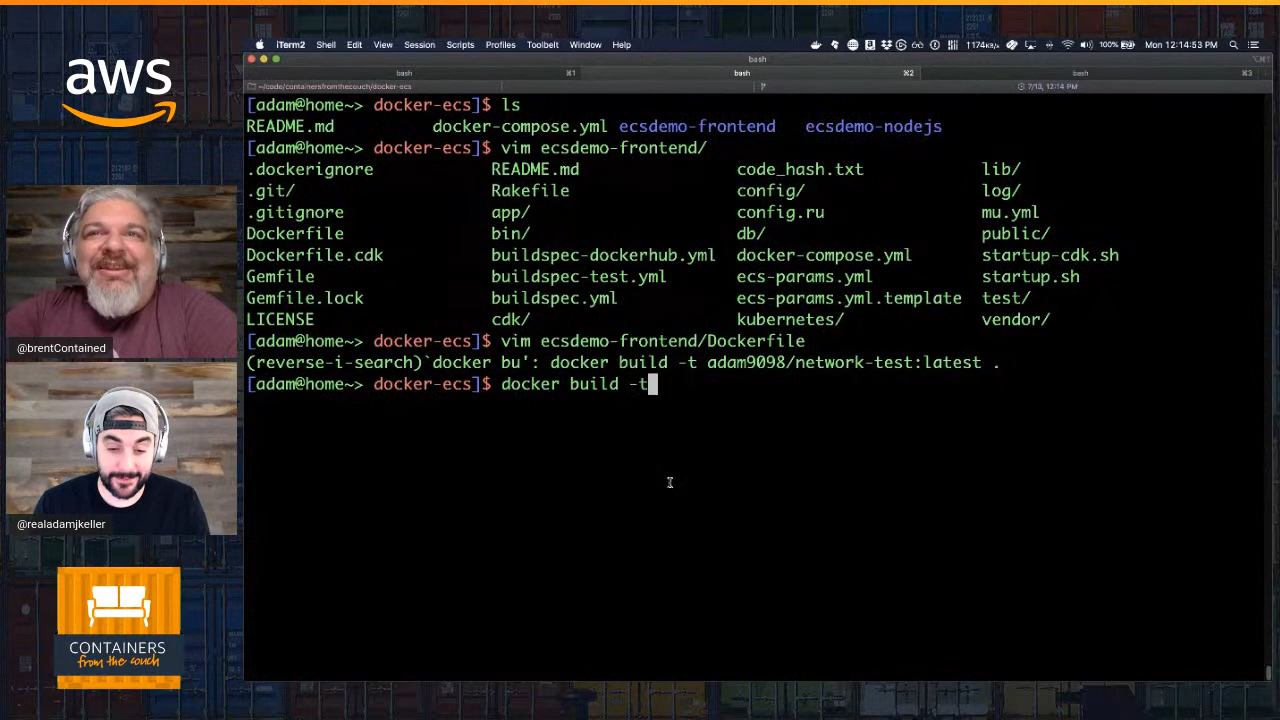 aws
iTerm2 Shell Edit View Session Scripts Profiles Toolbelt Window Help
1174KB/s 100% Mon 12:14:53 PM
bash
bash ⌘1 bash ⌘2 bash ⌘3
~/code/containersfromthecouch/docker-ecs 7/13, 12:14 PM
[adam@home~> docker-ecs]$ ls
README.md docker-compose.yml ecsdemo-frontend ecsdemo-nodejs
[adam@home~> docker-ecs]$ vim ecsdemo-frontend/
.dockerignore README.md code_hash.txt lib/
.git/ Rakefile config/ log/
.gitignore app/ config.ru mu.yml
Dockerfile bin/ db/ public/
Dockerfile.cdk buildspec-dockerhub.yml docker-compose.yml startup-cdk.sh
Gemfile buildspec-test.yml ecs-params.yml startup.sh
Gemfile.lock buildspec.yml ecs-params.yml.template test/
LICENSE cdk/ kubernetes/ vendor/
[adam@home~> docker-ecs]$ vim ecsdemo-frontend/Dockerfile
(reverse-i-search)`docker bu': docker build -t adam9098/network-test:latest .
[adam@home~> docker-ecs]$ docker build -t
@brentContained
@realadamjkeller
CONTAINERS
from the couch